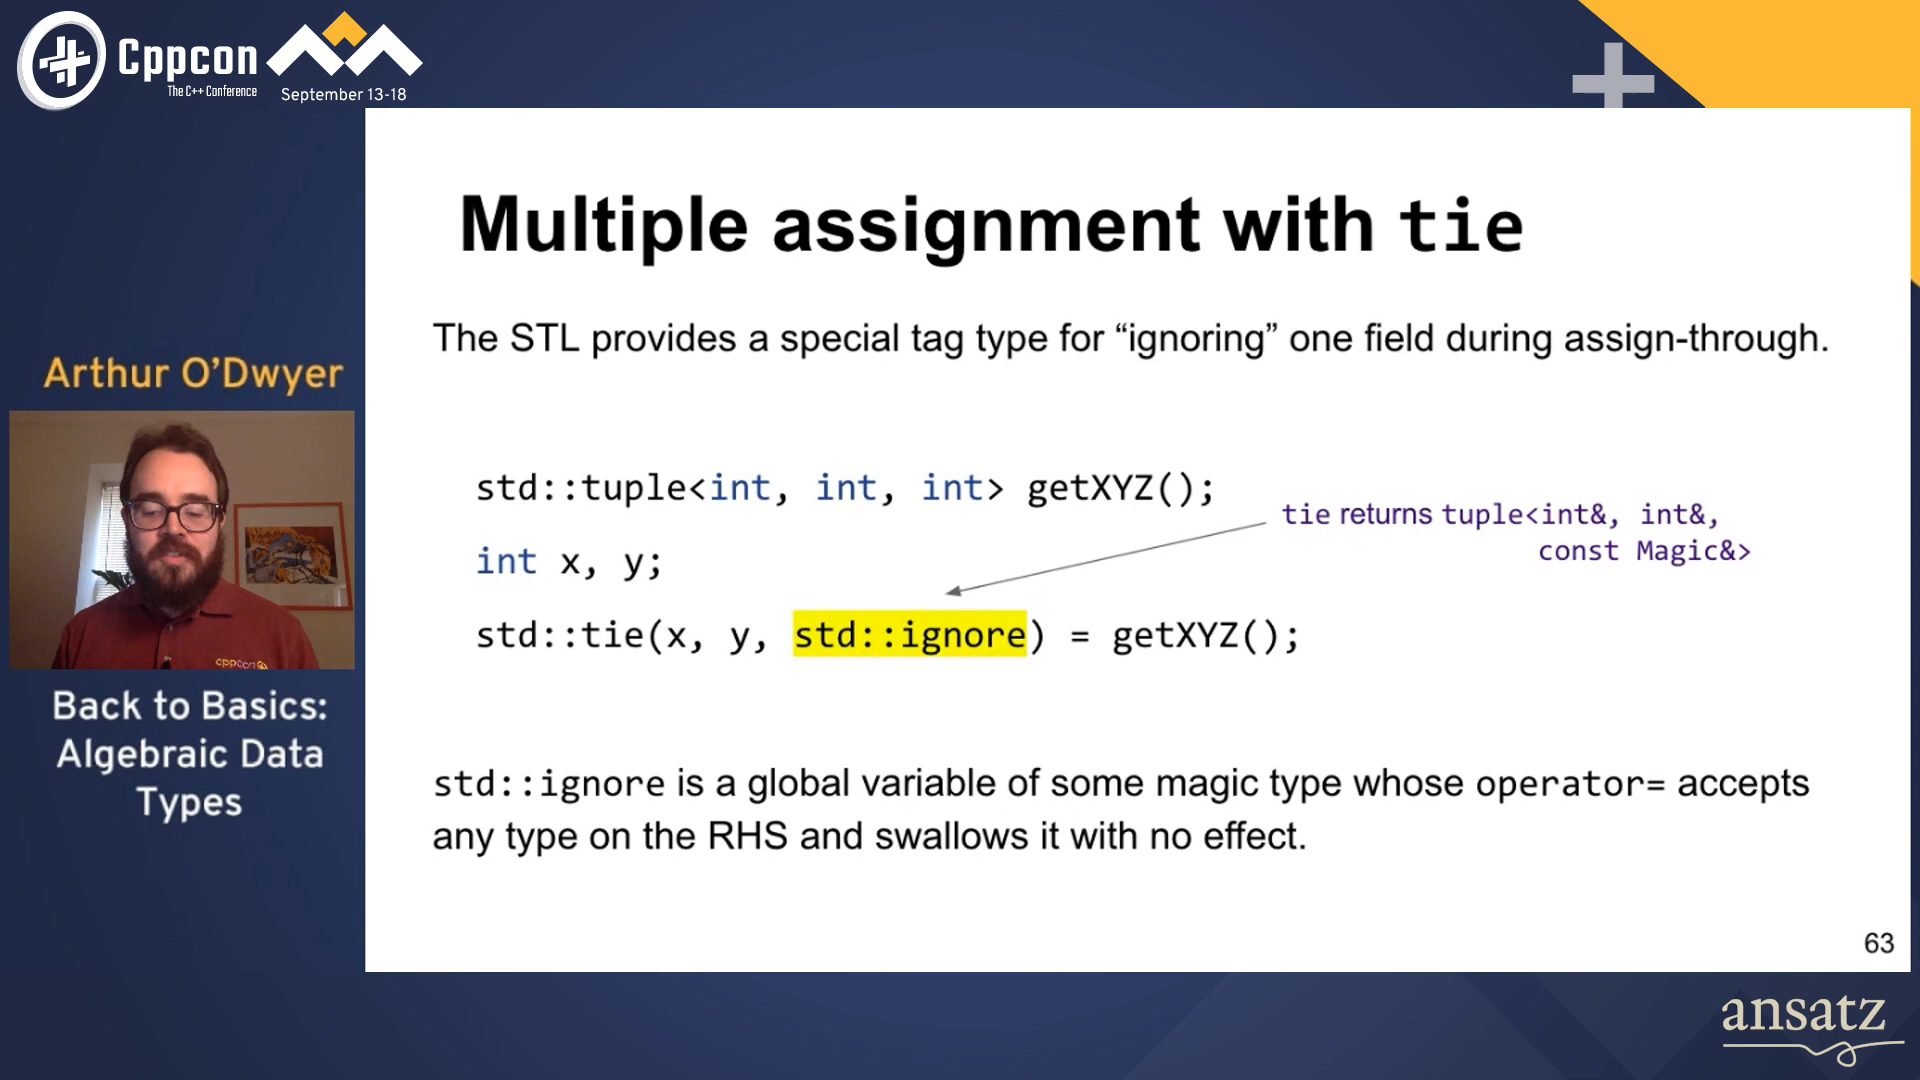 Cppcon
The C++ Conference
September 13-18
Multiple assignment with tie
The STL provides a special tag type for “ignoring” one field during assign-through.
Arthur O’Dwyer
std::tuple<int, int, int> getXYZ();
tie returns tuple<int&, int&,
const Magic&>
int x, y;
std::tie(x, y, std::ignore) = getXYZ();
cppcon
Back to Basics:
Algebraic Data
Types
std::ignore is a global variable of some magic type whose operator= accepts
any type on the RHS and swallows it with no effect.
63
ansatz